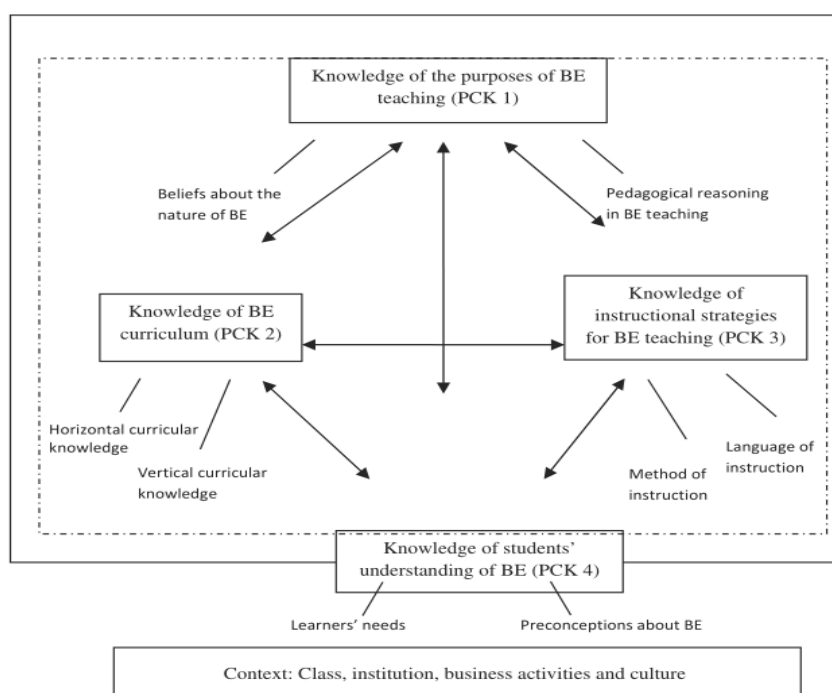 Knowledge of the purposes of BE
teaching (PCK 1)
Beliefs about the
nature of BE
Pedagogical reasoning
in BE teaching
Knowledge of BE
curriculum (PCK 2)
Knowledge of
instructional strategies
for BE teaching (PCK 3)
Horizontal curricular
knowledge
Vertical curricular
knowledge
Method of
instruction
Language of
instruction
Knowledge of students’
understanding of BE (PCK 4)
Learners’ needs
Preconceptions about BE
Context: Class, institution, business activities and culture